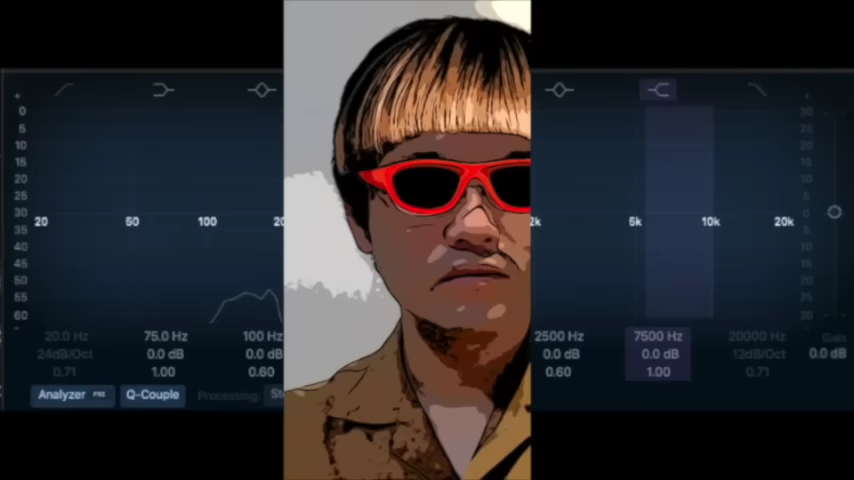 + +
0 30
5 25
10 20
15 15
20 10
25 5
30 20 50 100 20 2k 5k 10k 20k 0
35 5
40 10
45 15
50 20
55 25
60 30
- -
20.0 Hz 75.0 Hz 100 Hz 2500 Hz 7500 Hz 20000 Hz Gain
24dB/Oct 0.0 dB 0.0 dB 0.0 dB 0.0 dB 12dB/Oct 0.0 dB
0.71 1.00 0.60 0.60 1.00 0.71
Analyzer PRE Q-Couple Processing: St